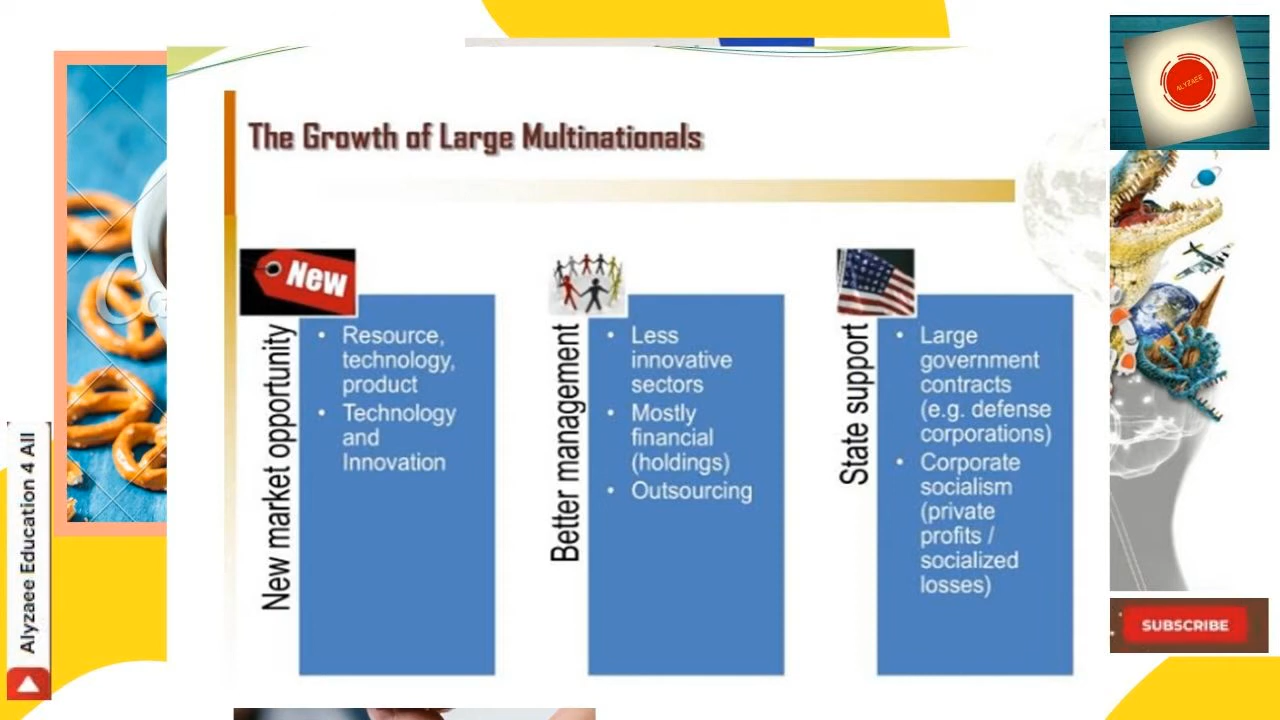 The Growth of Large Multinationals
New
New market opportunity
• Resource,
technology,
product
• Technology
and
Innovation
Better management
• Less
innovative
sectors
• Mostly
financial
(holdings)
• Outsourcing
State support
• Large
government
contracts
(e.g. defense
corporations)
• Corporate
socialism
(private
profits /
socialized
losses)
Alyzaee Education 4 All
ALYZAEE
SUBSCRIBE